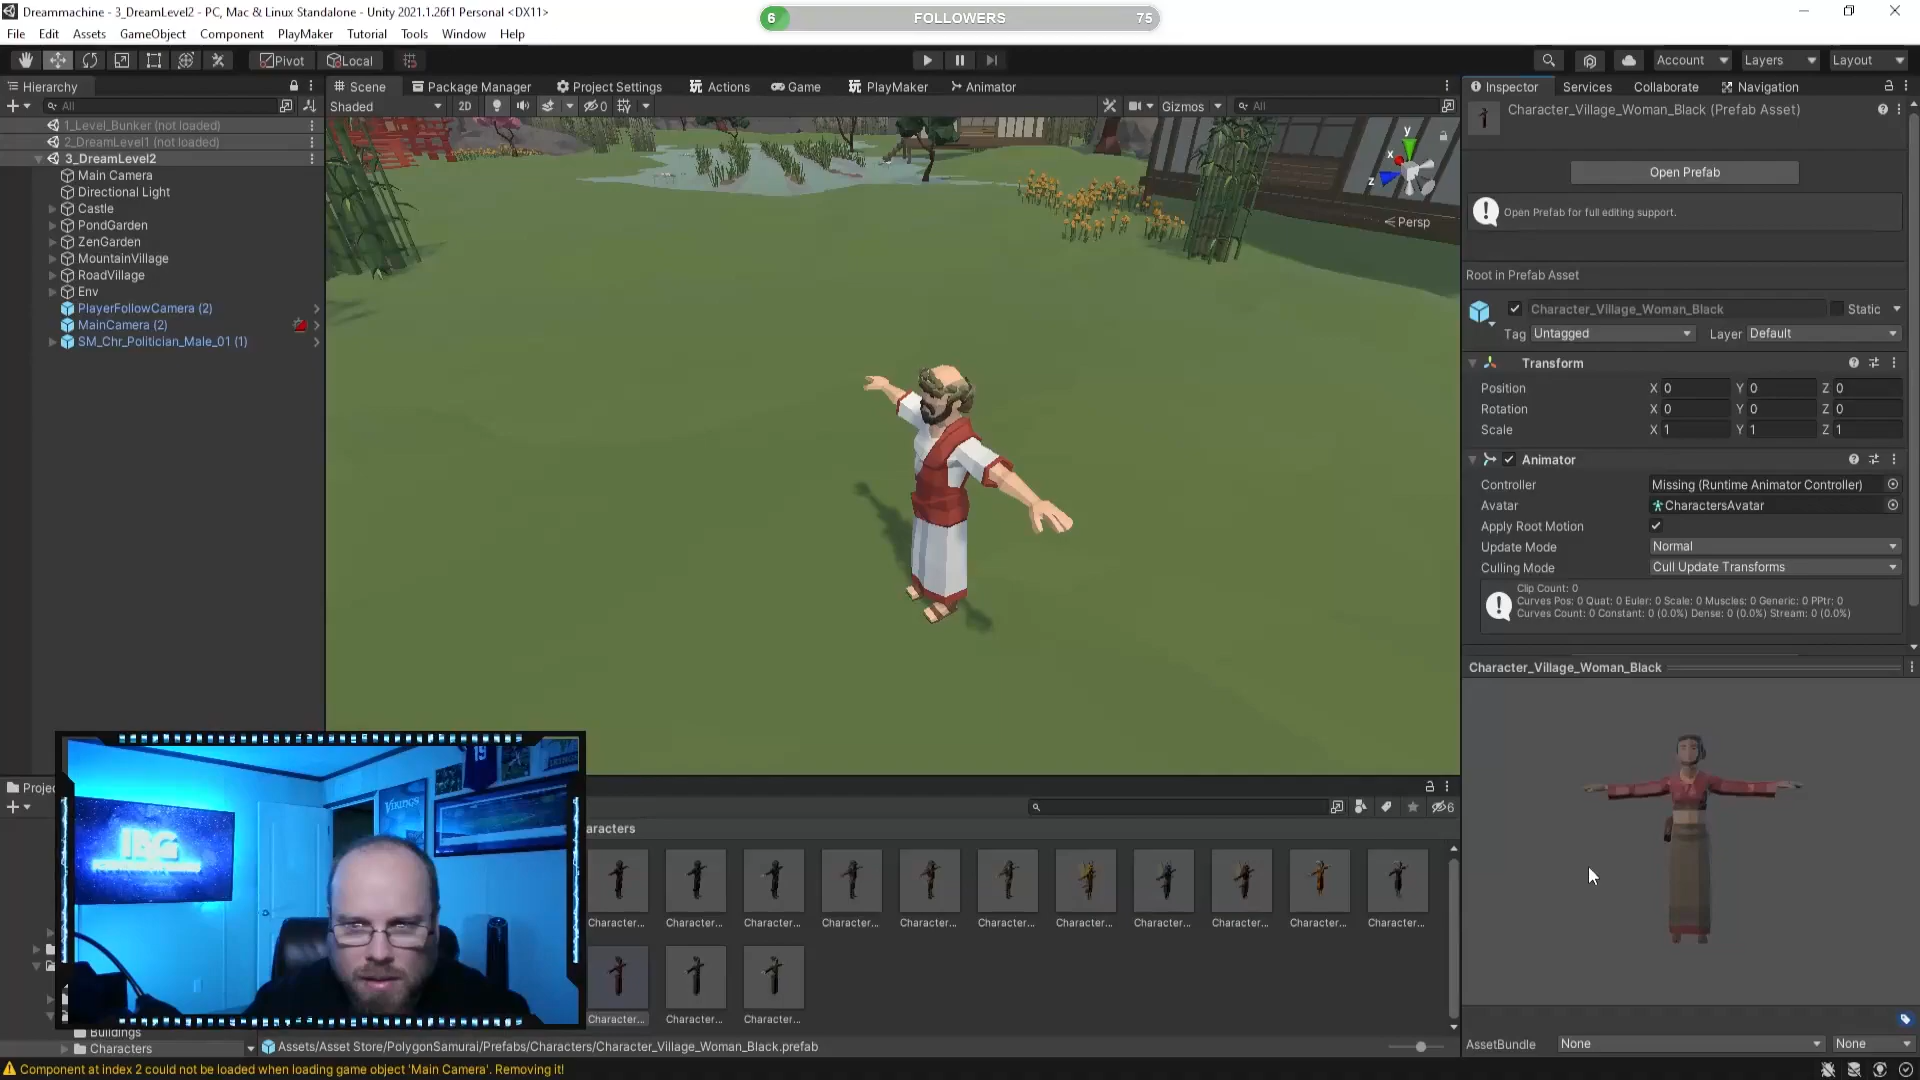 Dreammachine - 3_DreamLevel2 - PC, Mac & Linux Standalone - Unity 2021.1.26f1 Personal <DX11>
6 FOLLOWERS 75
File Edit Assets GameObject Component PlayMaker Tutorial Tools Window Help
Pivot Local Account Layers Layout
Hierarchy
All
1_Level_Bunker (not loaded)
2_DreamLevel1 (not loaded)
3_DreamLevel2
Main Camera
Directional Light
Castle
PondGarden
ZenGarden
MountainVillage
RoadVillage
Env
PlayerFollowCamera (2)
MainCamera (2)
SM_Chr_Politician_Male_01 (1)
Scene Package Manager Project Settings Actions Game PlayMaker Animator
Shaded 2D 0 Gizmos All
y
x
z
Persp
Inspector Services Collaborate Navigation
Character_Village_Woman_Black (Prefab Asset)
Open Prefab
Open Prefab for full editing support.
Root in Prefab Asset
Character_Village_Woman_Black Static
Tag Untagged Layer Default
Transform
Position X 0 Y 0 Z 0
Rotation X 0 Y 0 Z 0
Scale X 1 Y 1 Z 1
Animator
Controller Missing (Runtime Animator Controller)
Avatar CharactersAvatar
Apply Root Motion
Update Mode Normal
Culling Mode Cull Update Transforms
Clip Count: 0
Curves Pos: 0 Quat: 0 Euler: 0 Scale: 0 Muscles: 0 Generic: 0 PPtr: 0
Curves Count: 0 Constant: 0 (0.0%) Dense: 0 (0.0%) Stream: 0 (0.0%)
Character_Village_Woman_Black
AssetBundle None None
Projec
6
aracters
Character... Character... Character... Character... Character... Character... Character... Character... Character... Character... Character...
Character... Character... Character...
Buildings
Characters
Assets/Asset Store/PolygonSamurai/Prefabs/Characters/Character_Village_Woman_Black.prefab
IBG
VIKINGS
19
Component at index 2 could not be loaded when loading game object 'Main Camera'. Removing it!